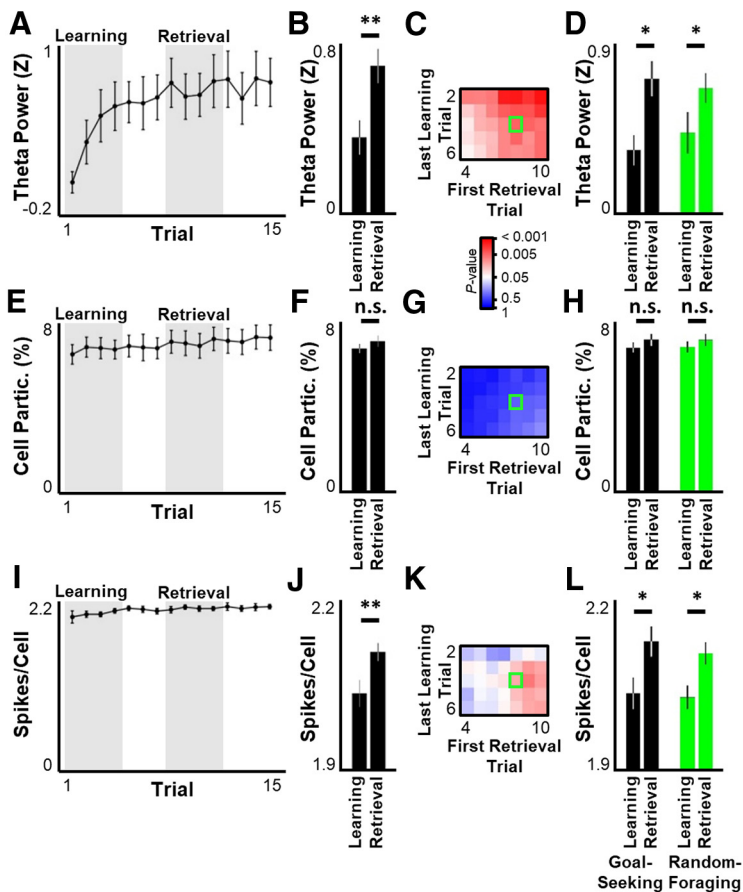 A
Learning
Retrieval
1
Theta Power (Z)
-0.2
1
15
Trial
B
**
0.8
Theta Power (Z)
0
Learning
Retrieval
C
Last Learning
Trial
2
6
4
10
First Retrieval
Trial
P-value
< 0.001
0.005
0.05
0.5
1
D
*
*
0.9
Theta Power (Z)
0
Learning
Retrieval
Learning
Retrieval
E
Learning
Retrieval
8
Cell Partic. (%)
0
1
15
Trial
F
n.s.
8
Cell Partic. (%)
0
Learning
Retrieval
G
Last Learning
Trial
2
6
4
10
First Retrieval
Trial
H
n.s.
n.s.
8
Cell Partic. (%)
0
Learning
Retrieval
Learning
Retrieval
I
Learning
Retrieval
2.2
Spikes/Cell
0
1
15
Trial
J
**
2.2
Spikes/Cell
1.9
Learning
Retrieval
K
Last Learning
Trial
2
6
4
10
First Retrieval
Trial
L
*
*
2.2
Spikes/Cell
1.9
Learning
Retrieval
Learning
Retrieval
Goal-
Seeking
Random-
Foraging